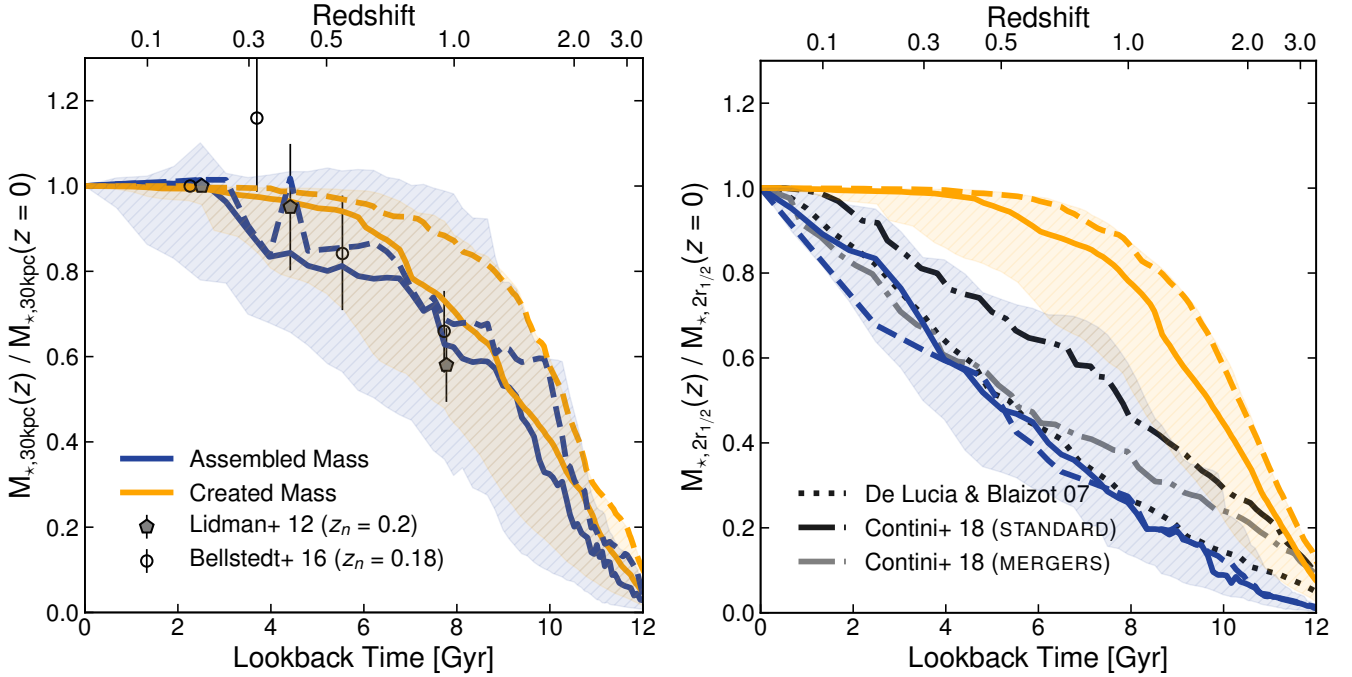 Redshift
0.1 0.3 0.5 1.0 2.0 3.0
M⋆,30kpc(z) / M⋆,30kpc(z = 0)
1.2
1.0
0.8
0.6
0.4
0.2
0.0
Assembled Mass
Created Mass
Lidman+ 12 (zn = 0.2)
Bellstedt+ 16 (zn = 0.18)
0 2 4 6 8 10 12
Lookback Time [Gyr]
Redshift
0.1 0.3 0.5 1.0 2.0 3.0
M⋆,2r1/2(z) / M⋆,2r1/2(z = 0)
1.2
1.0
0.8
0.6
0.4
0.2
0.0
De Lucia & Blaizot 07
Contini+ 18 (STANDARD)
Contini+ 18 (MERGERS)
0 2 4 6 8 10 12
Lookback Time [Gyr]